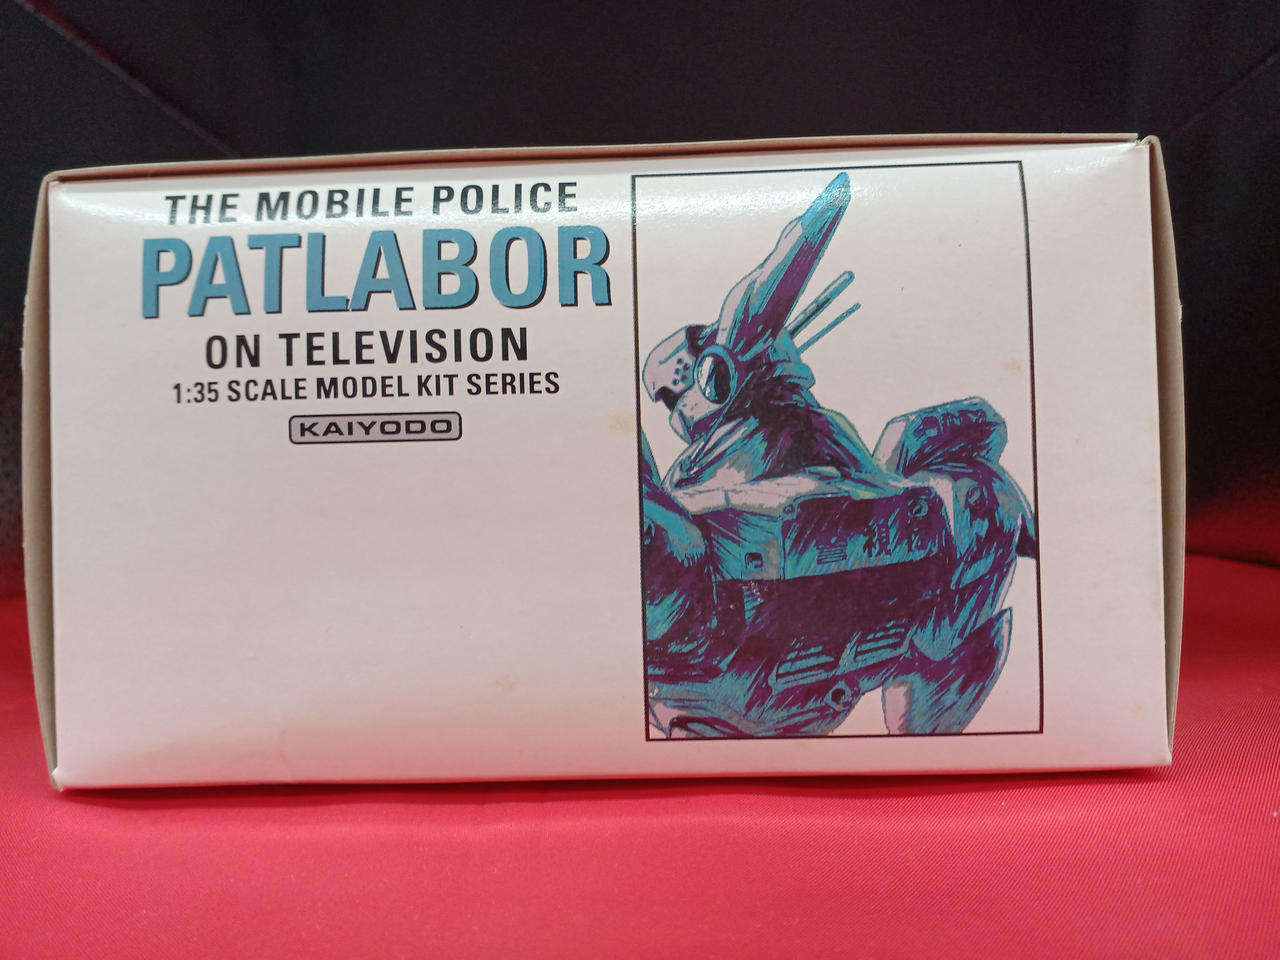 THE MOBILE POLICE
PATLABOR
ON TELEVISION
1:35 SCALE MODEL KIT SERIES
KAIYODO